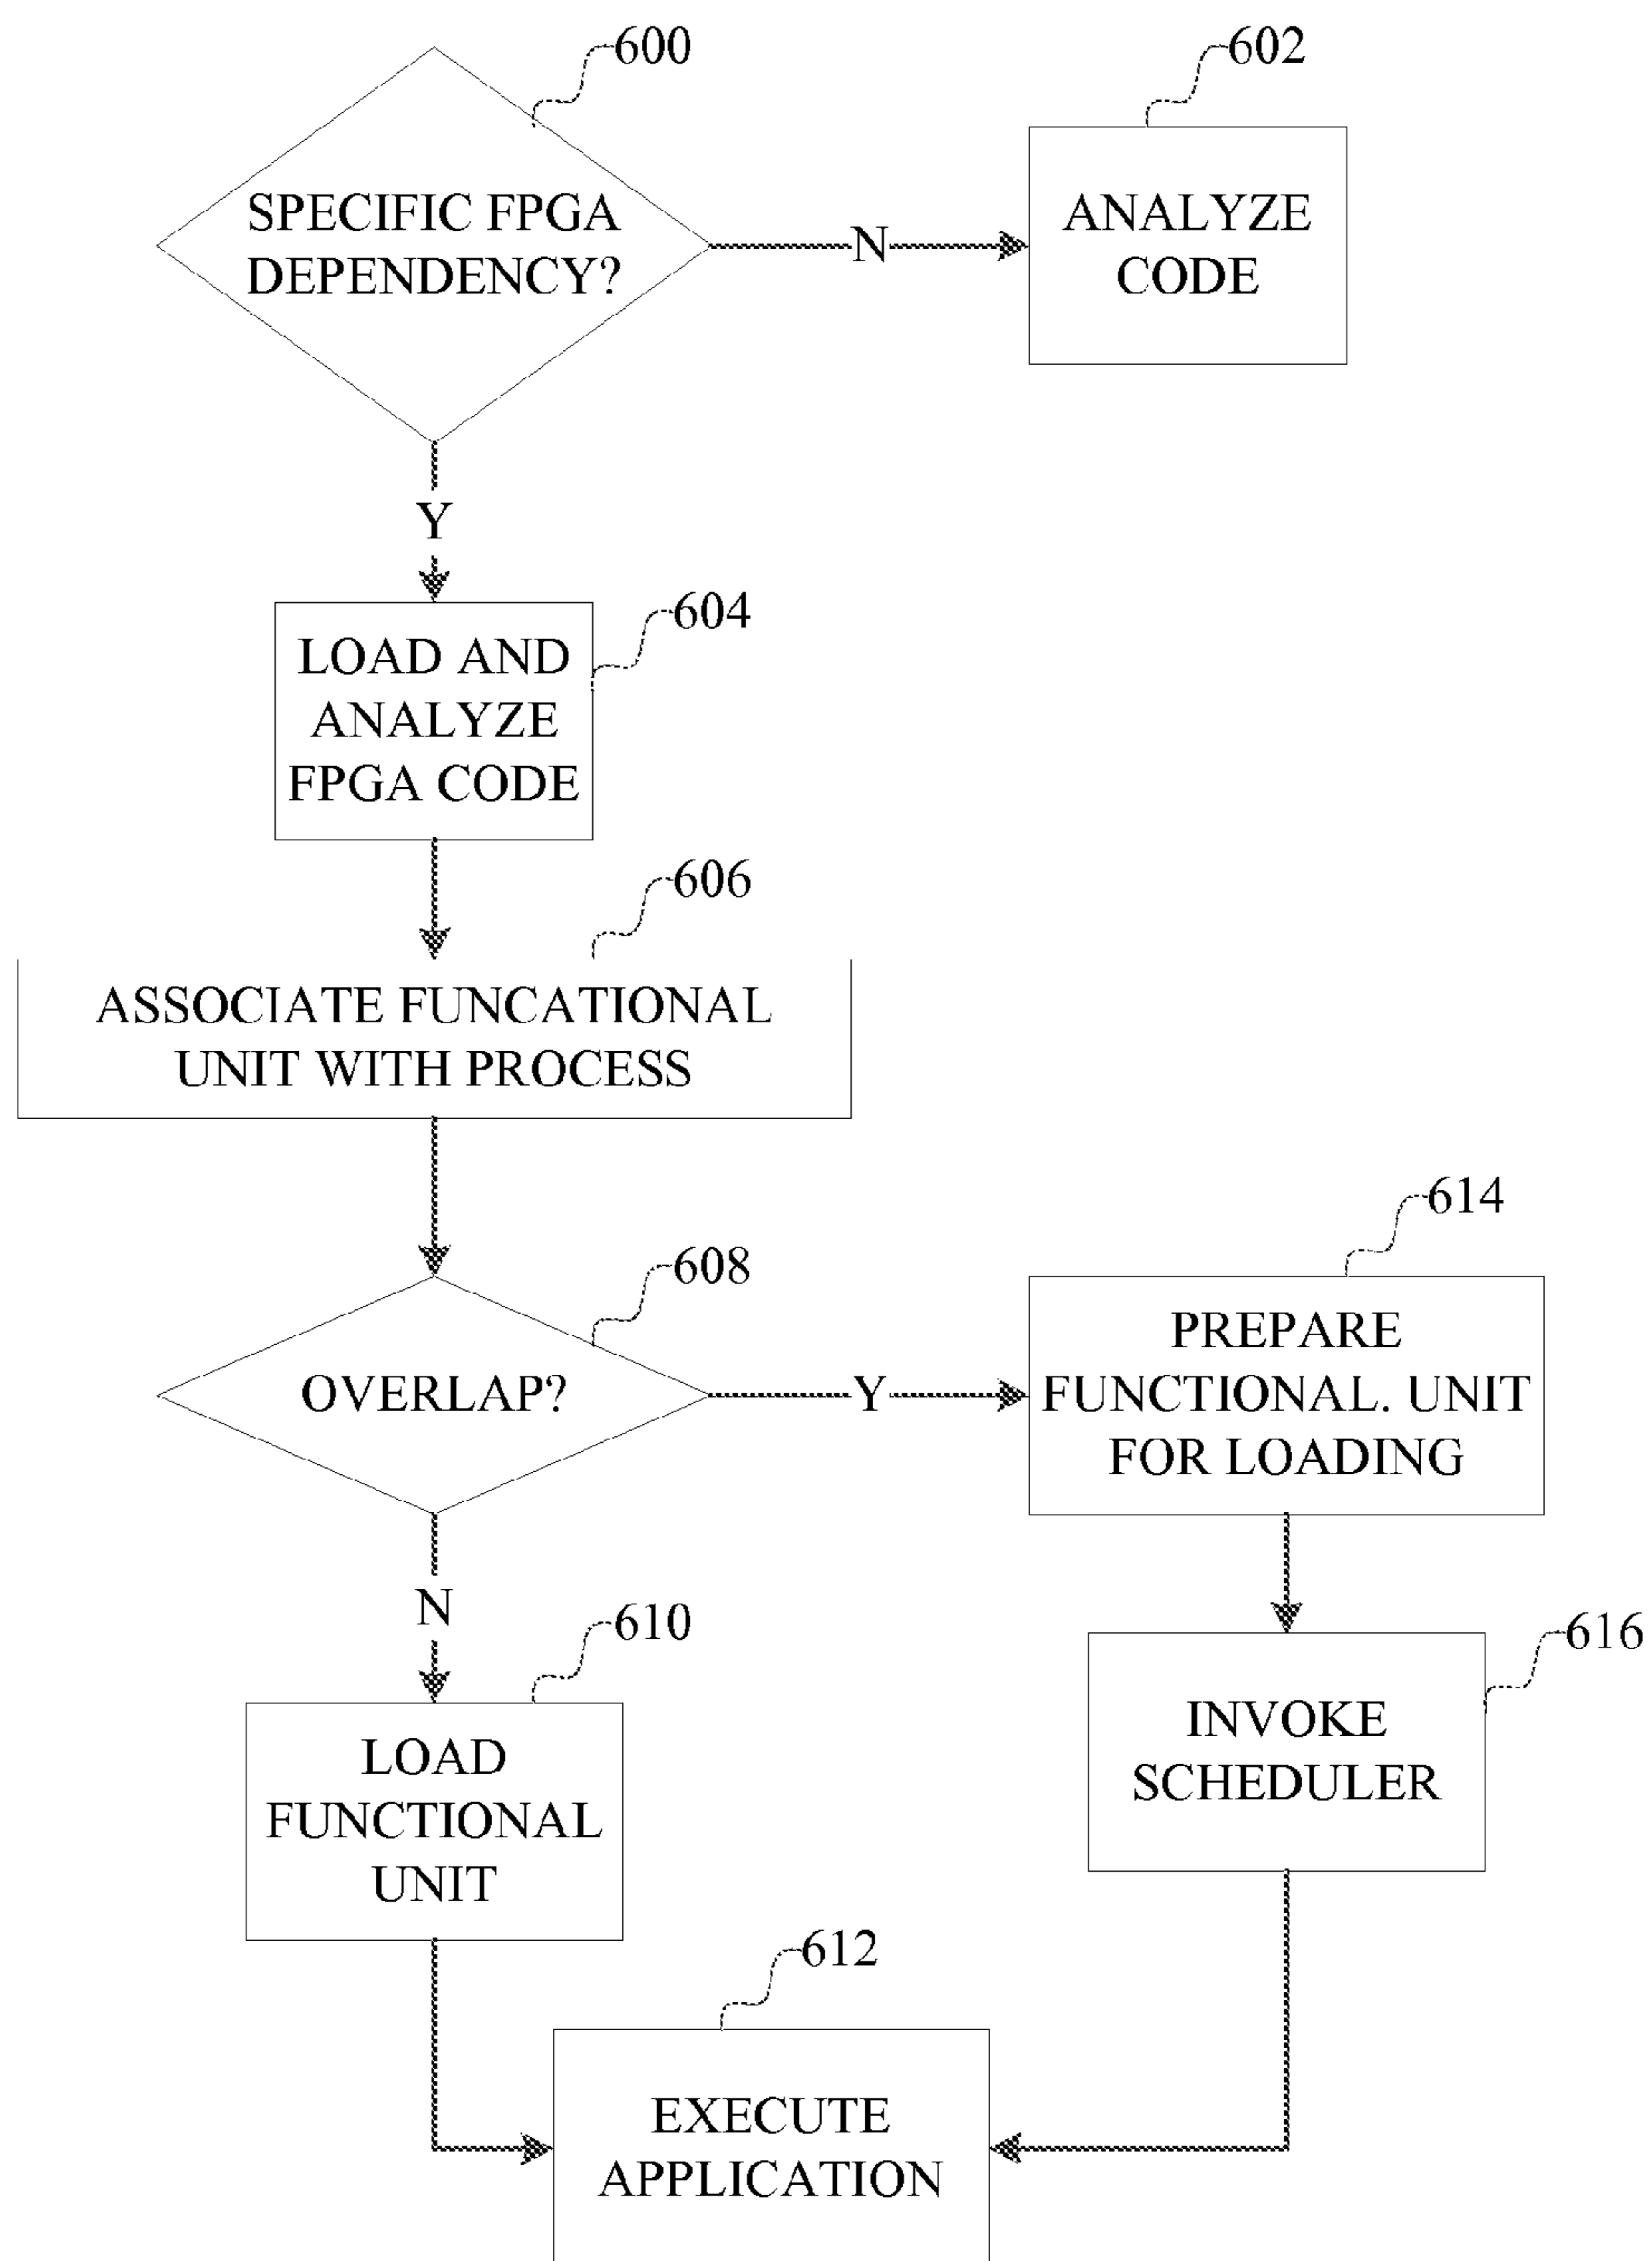 600
602
SPECIFIC FPGA
DEPENDENCY?
N
ANALYZE
CODE
Y
604
LOAD AND
ANALYZE
FPGA CODE
606
ASSOCIATE FUNCATIONAL
UNIT WITH PROCESS
608
OVERLAP?
Y
614
PREPARE
FUNCTIONAL. UNIT
FOR LOADING
N
610
LOAD
FUNCTIONAL
UNIT
616
INVOKE
SCHEDULER
612
EXECUTE
APPLICATION